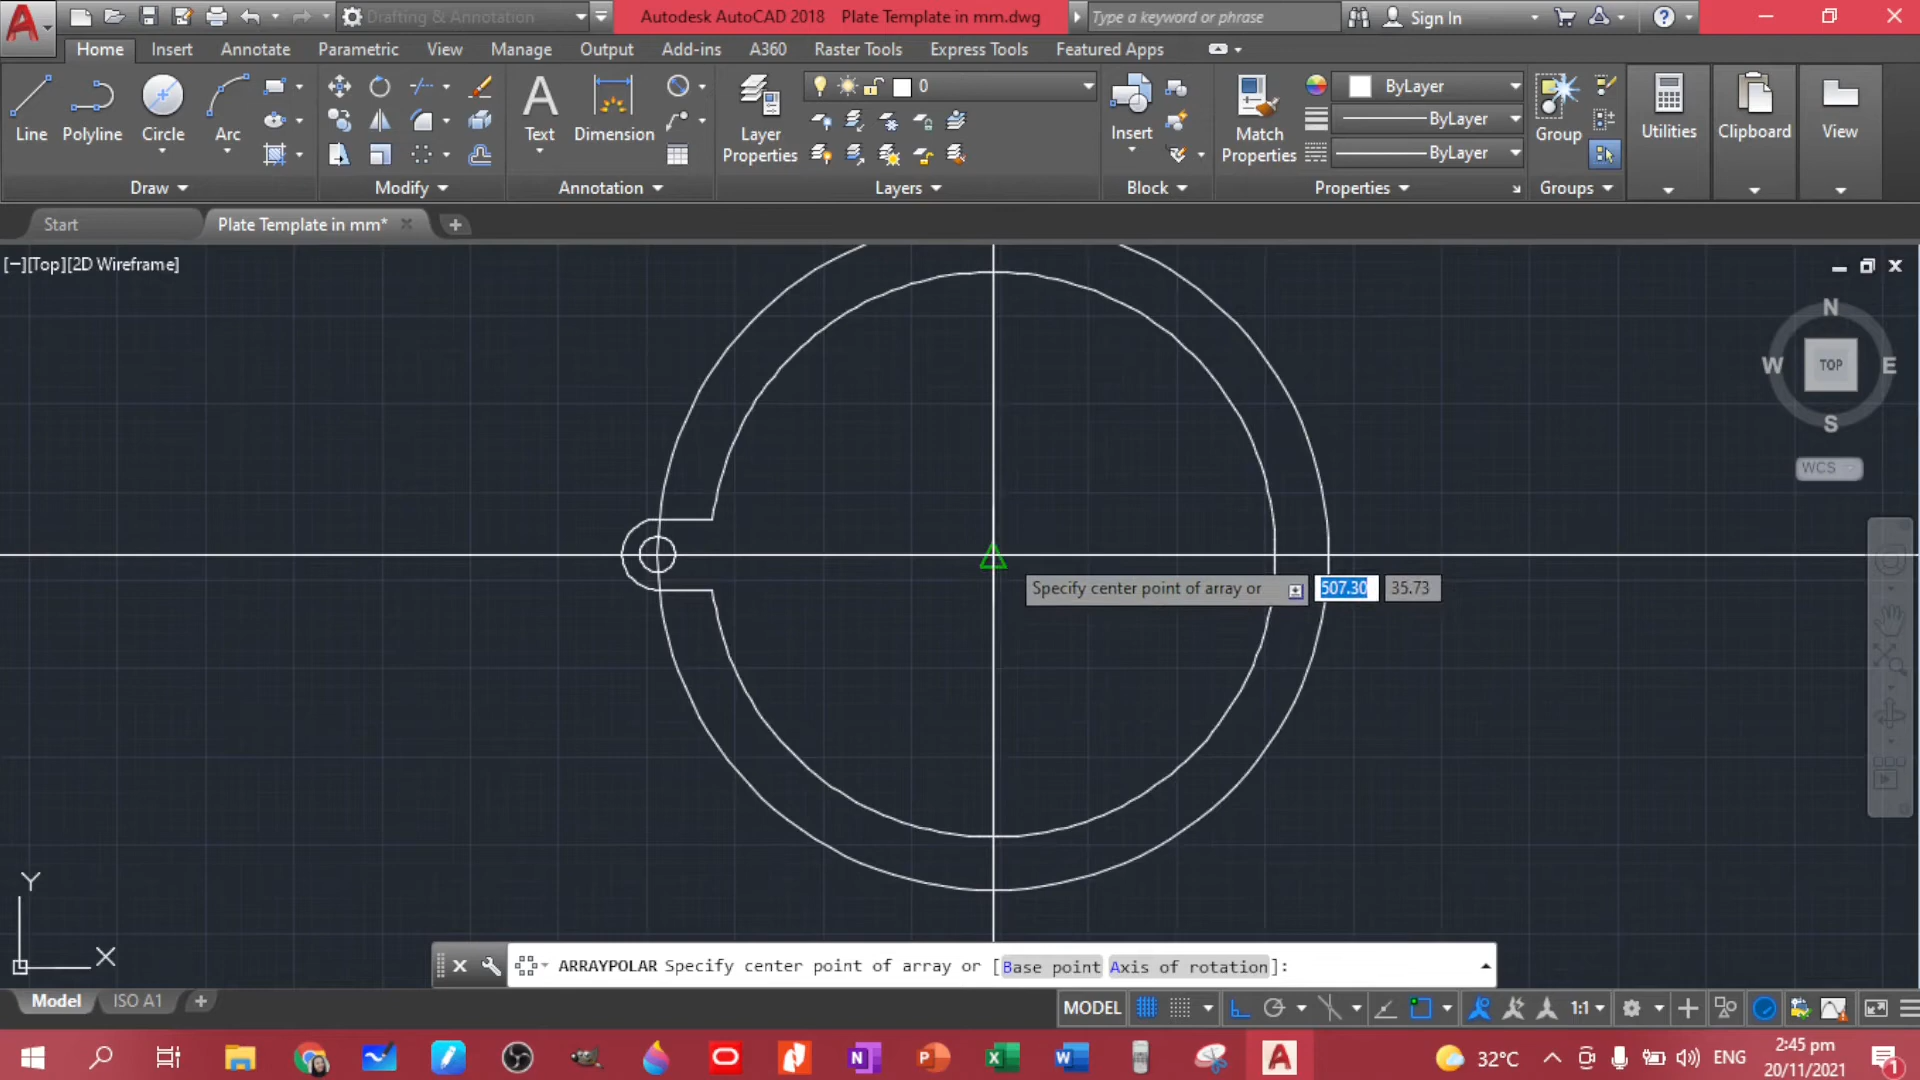 Drafting & Annotation
Autodesk AutoCAD 2018 Plate Template in mm.dwg
Type a keyword or phrase
Sign In
Home Insert Annotate Parametric View Manage Output Add-ins A360 Raster Tools Express Tools Featured Apps
Line Polyline Circle Arc
Draw
Modify
Text Dimension
Annotation
Layer
Properties
0
Layers
Insert
Block
Match
Properties
ByLayer
ByLayer
ByLayer
Properties
Group
Groups
Utilities
Clipboard
View
Start
Plate Template in mm*
[−][Top][2D Wireframe]
N
W TOP E
S
WCS
Specify center point of array or 507.30 35.73
Y
X
ARRAYPOLAR Specify center point of array or [Base point Axis of rotation]:
Model ISO A1
MODEL 1:1
32°C ENG 2:45 pm
20/11/2021
1